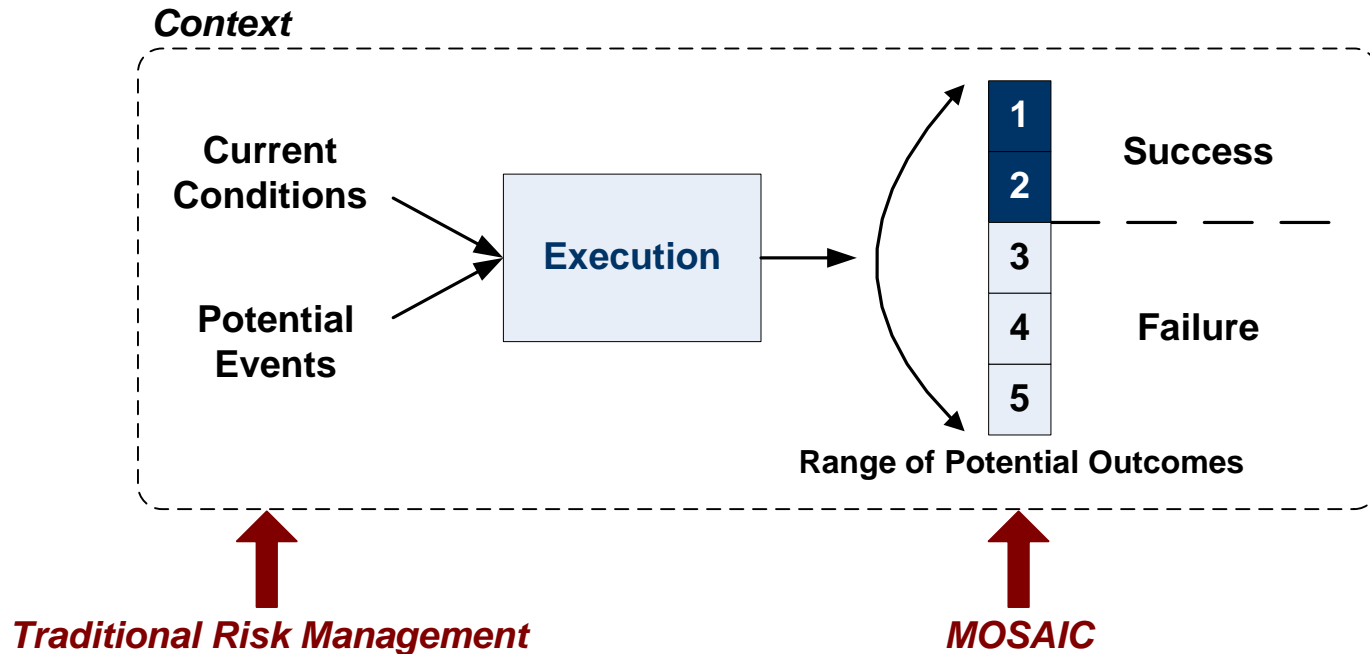 Context
Current
Conditions
Potential
Events
Execution
1
2
3
4
5
Success
Failure
Range of Potential Outcomes
Traditional Risk Management
MOSAIC